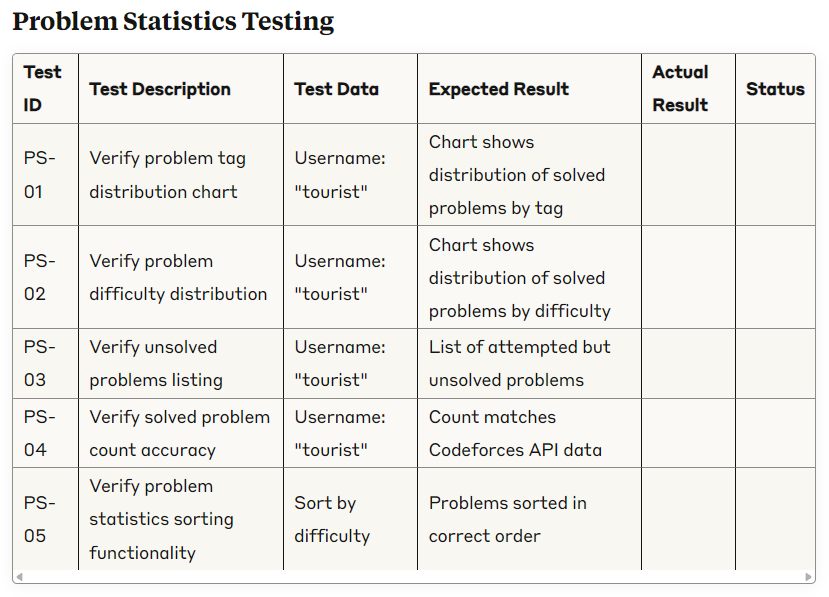 Problem Statistics Testing
Test ID | Test Description | Test Data | Expected Result | Actual Result | Status
PS-01 | Verify problem tag distribution chart | Username: "tourist" | Chart shows distribution of solved problems by tag
PS-02 | Verify problem difficulty distribution | Username: "tourist" | Chart shows distribution of solved problems by difficulty
PS-03 | Verify unsolved problems listing | Username: "tourist" | List of attempted but unsolved problems
PS-04 | Verify solved problem count accuracy | Username: "tourist" | Count matches Codeforces API data
PS-05 | Verify problem statistics sorting functionality | Sort by difficulty | Problems sorted in correct order